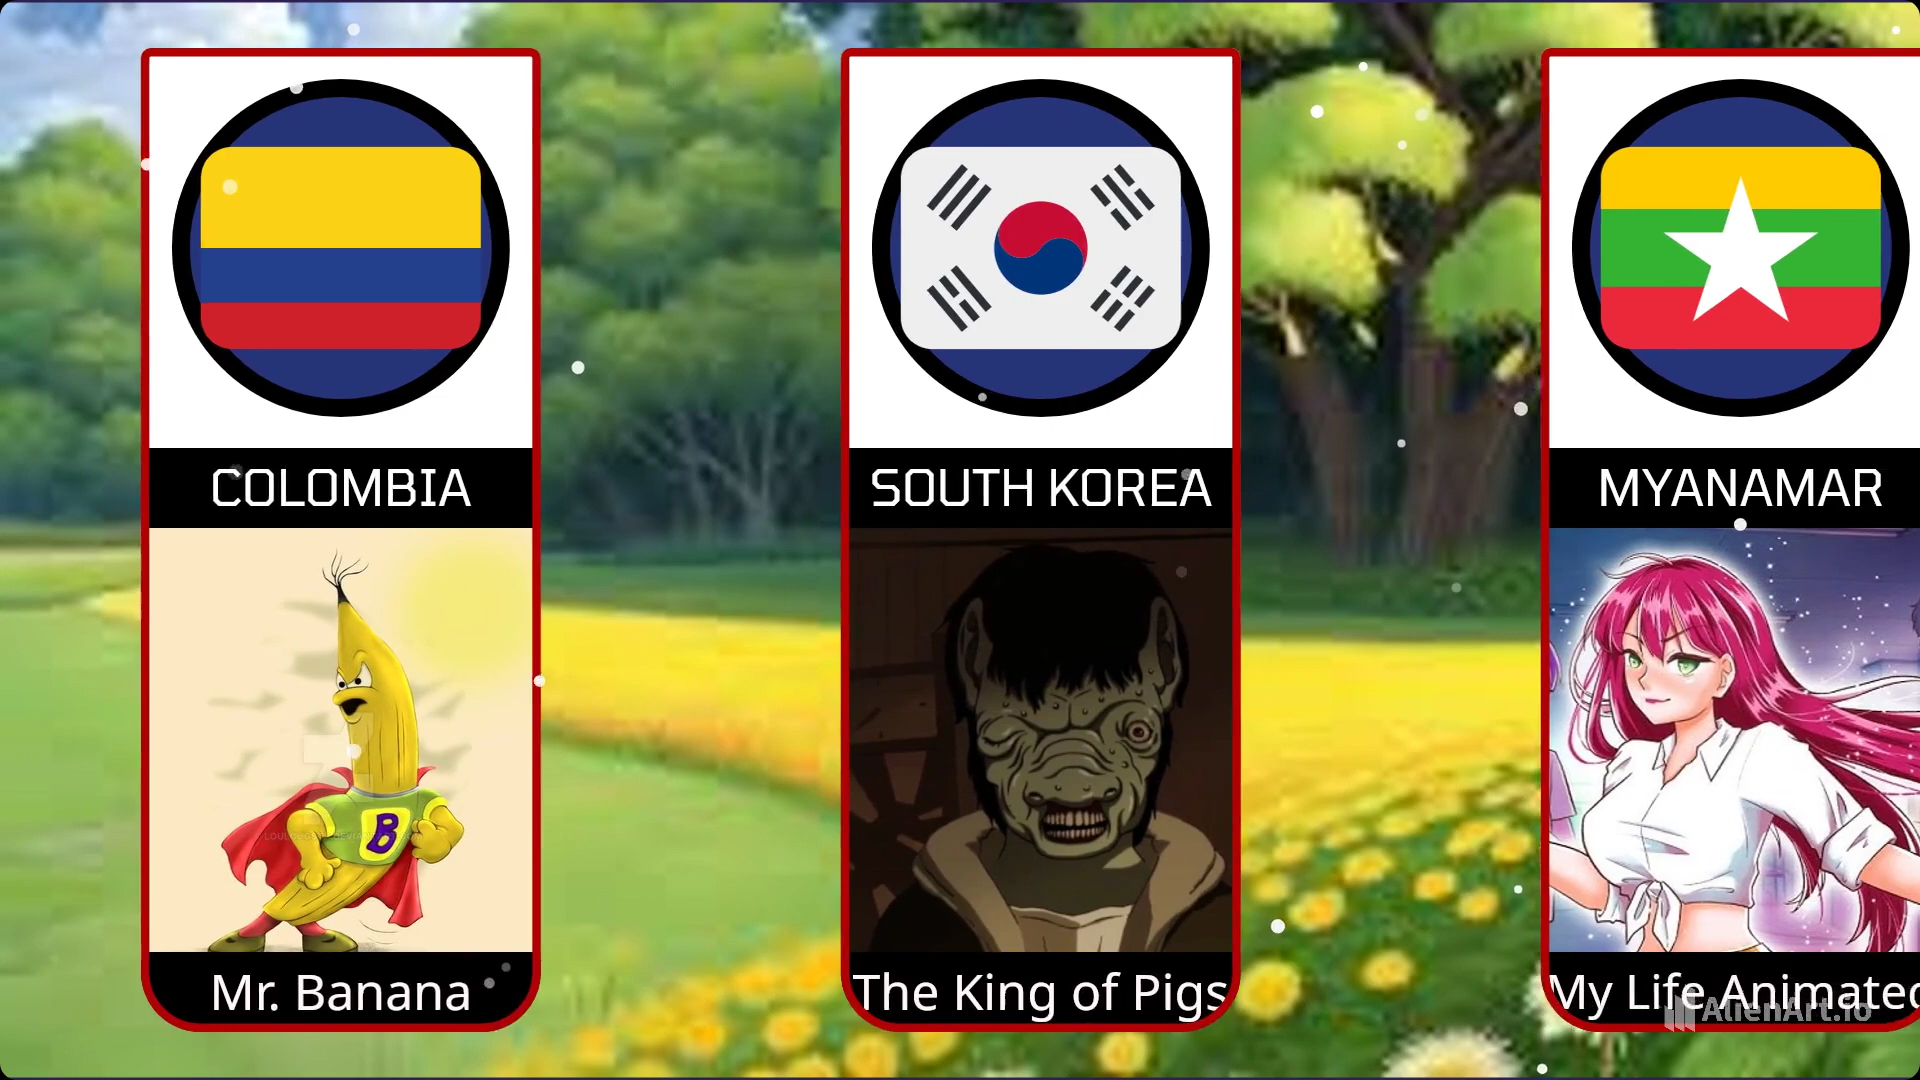 COLOMBIA
Mr. Banana
B
SOUTH KOREA
The King of Pigs
MYANAMAR
My Life Animated
AlienArt.io